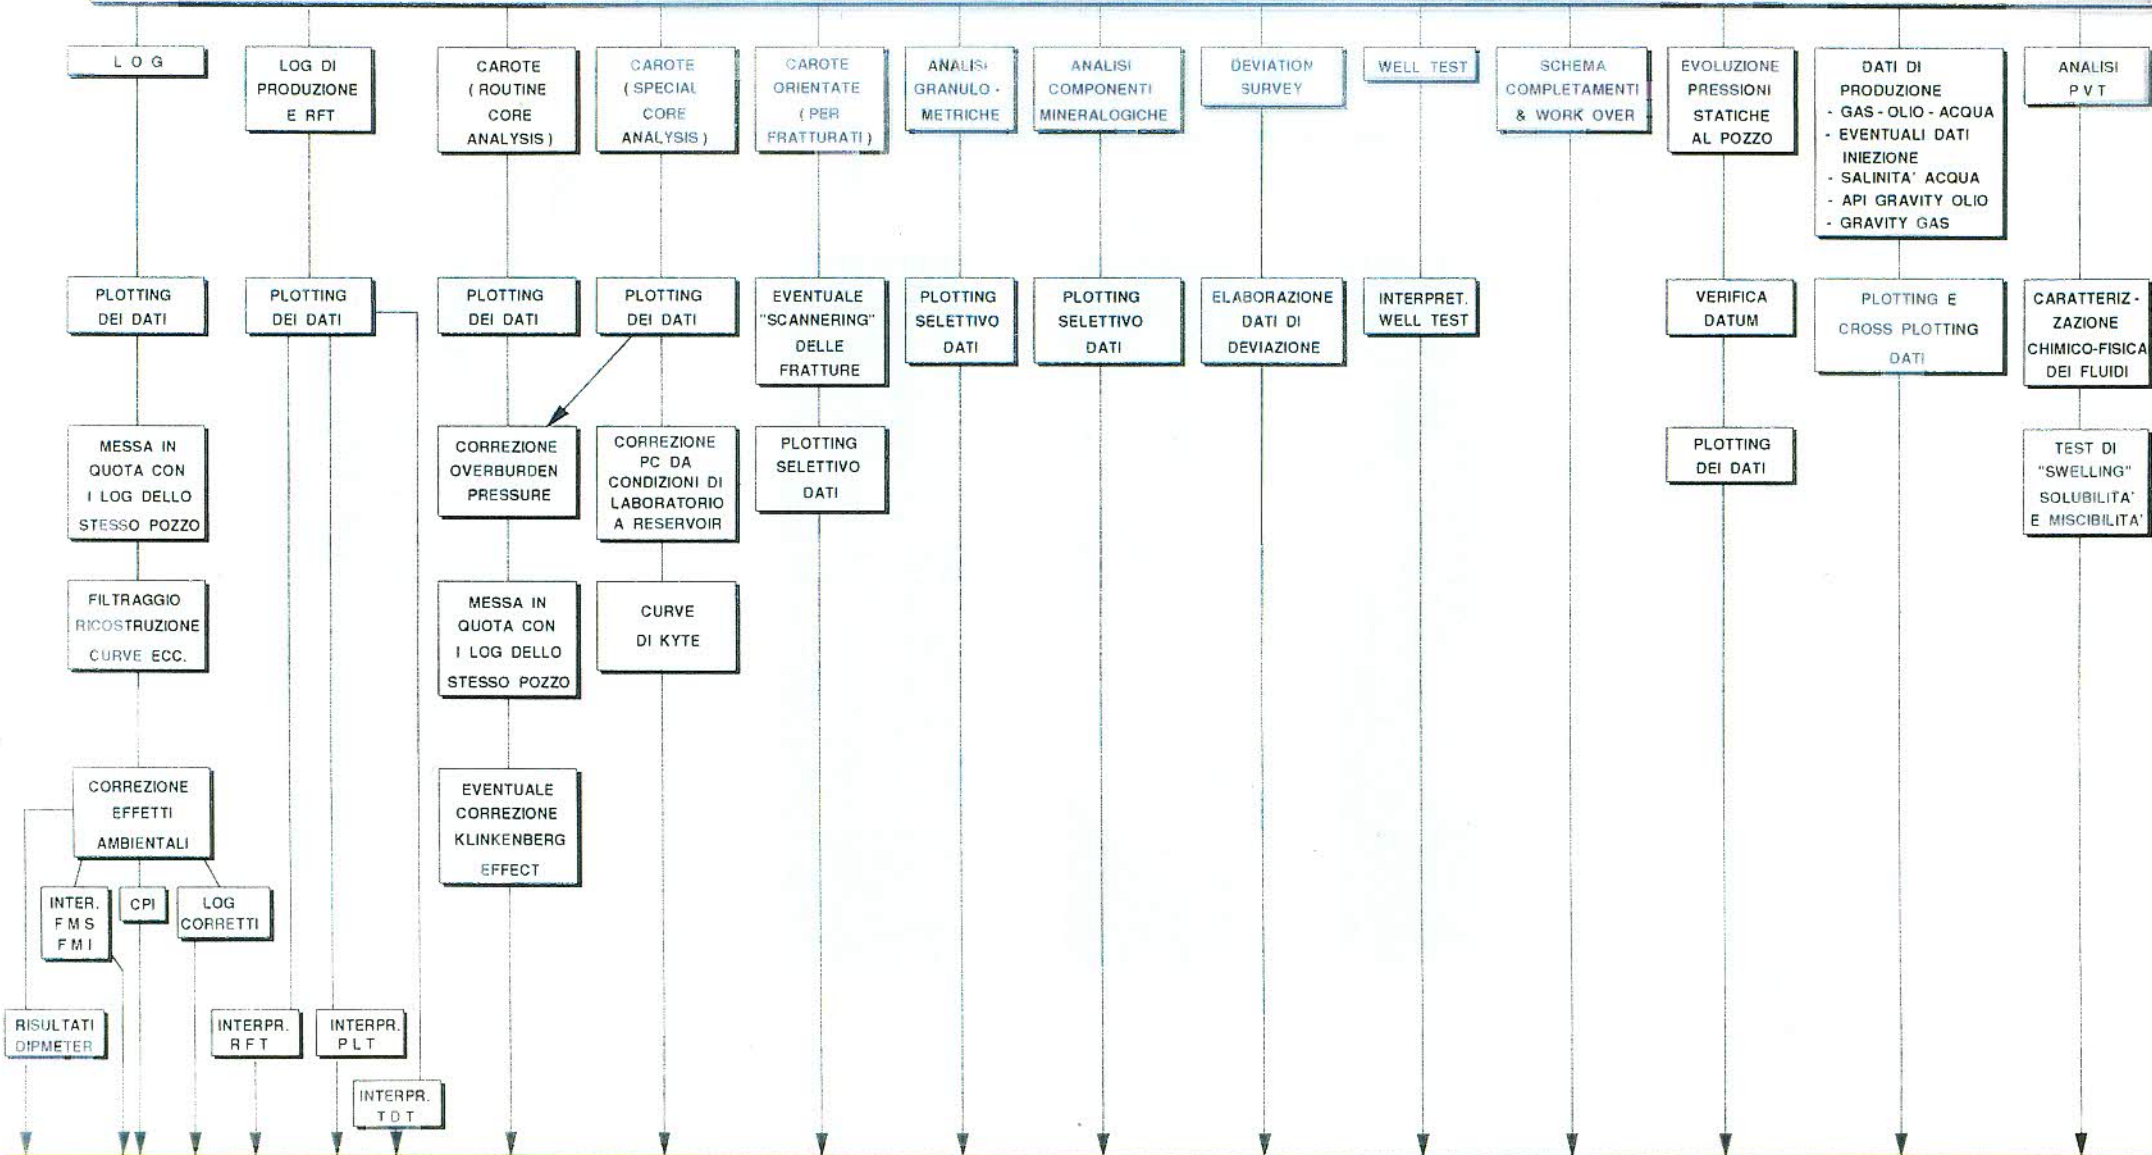 L O G
LOG DI
PRODUZIONE
E RFT
CAROTE
( ROUTINE
CORE
ANALYSIS )
CAROTE
( SPECIAL
CORE
ANALYSIS )
CAROTE
ORIENTATE
( PER
FRATTURATI )
ANALISI
GRANULO -
METRICHE
ANALISI
COMPONENTI
MINERALOGICHE
DEVIATION
SURVEY
WELL TEST
SCHEMA
COMPLETAMENTI
& WORK OVER
EVOLUZIONE
PRESSIONI
STATICHE
AL POZZO
DATI DI
PRODUZIONE
- GAS - OLIO - ACQUA
- EVENTUALI DATI
INIEZIONE
- SALINITA' ACQUA
- API GRAVITY OLIO
- GRAVITY GAS
ANALISI
P V T
PLOTTING
DEI DATI
PLOTTING
DEI DATI
PLOTTING
DEI DATI
PLOTTING
DEI DATI
EVENTUALE
"SCANNERING"
DELLE
FRATTURE
PLOTTING
SELETTIVO
DATI
PLOTTING
SELETTIVO
DATI
ELABORAZIONE
DATI DI
DEVIAZIONE
INTERPRET.
WELL TEST
VERIFICA
DATUM
PLOTTING E
CROSS PLOTTING
DATI
CARATTERIZ -
ZAZIONE
CHIMICO-FISICA
DEI FLUIDI
MESSA IN
QUOTA CON
I LOG DELLO
STESSO POZZO
CORREZIONE
OVERBURDEN
PRESSURE
CORREZIONE
PC DA
CONDIZIONI DI
LABORATORIO
A RESERVOIR
PLOTTING
SELETTIVO
DATI
PLOTTING
DEI DATI
TEST DI
"SWELLING"
SOLUBILITA'
E MISCIBILITA'
FILTRAGGIO
RICOSTRUZIONE
CURVE ECC.
MESSA IN
QUOTA CON
I LOG DELLO
STESSO POZZO
CURVE
DI KYTE
CORREZIONE
EFFETTI
AMBIENTALI
EVENTUALE
CORREZIONE
KLINKENBERG
EFFECT
INTER.
F M S
F M I
CPI
LOG
CORRETTI
RISULTATI
DIPMETER
INTERPR.
R F T
INTERPR.
P L T
INTERPR.
T D T